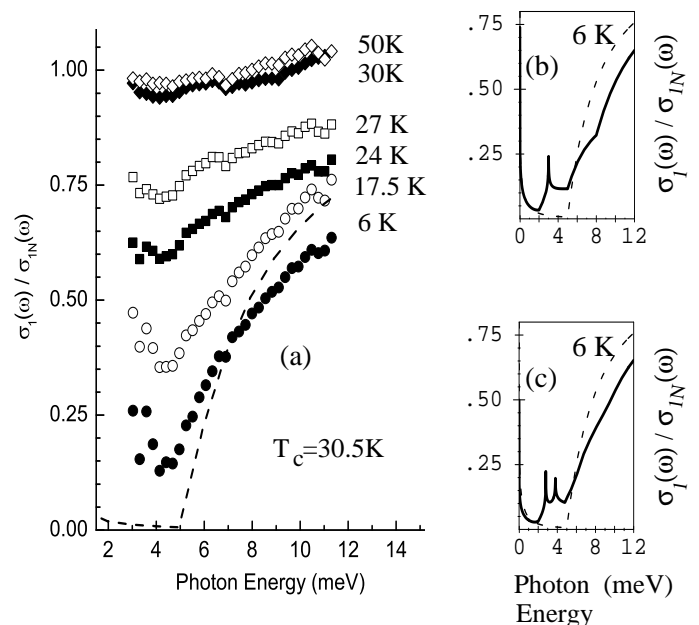 50K
30K
27 K
24 K
17.5 K
6 K
(a)
T_c=30.5K
1.00
0.75
0.50
0.25
0.00
2 4 6 8 10 12 14
Photon Energy (meV)
σ₁(ω) / σ₁N(ω)
.75
.50
.25
6 K
(b)
0 4 8 12
σ₁(ω) / σ₁N(ω)
.75
.50
.25
6 K
(c)
0 4 8 12
σ₁(ω) / σ₁N(ω)
Photon (meV)
Energy